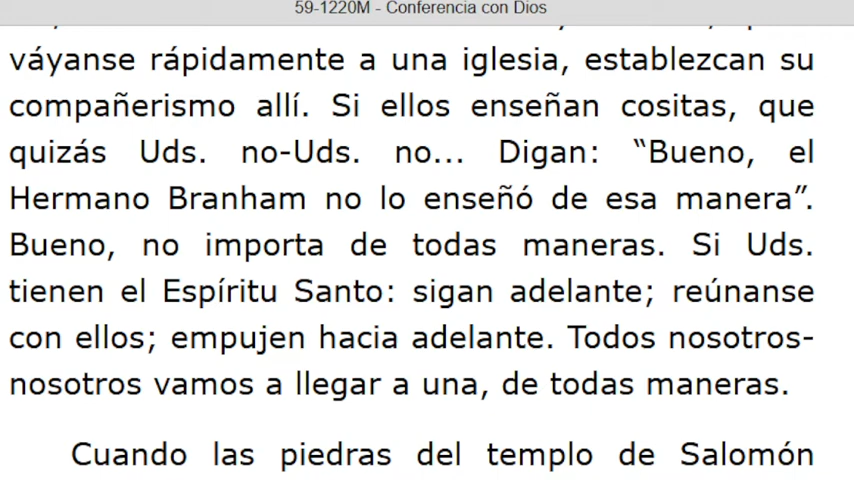 59-1220M - Conferencia con Dios
váyanse rápidamente a una iglesia, establezcan su
compañerismo allí. Si ellos enseñan cositas, que
quizás Uds. no-Uds. no... Digan: “Bueno, el
Hermano Branham no lo enseñó de esa manera”.
Bueno, no importa de todas maneras. Si Uds.
tienen el Espíritu Santo: sigan adelante; reúnanse
con ellos; empujen hacia adelante. Todos nosotros-
nosotros vamos a llegar a una, de todas maneras.
Cuando las piedras del templo de Salomón